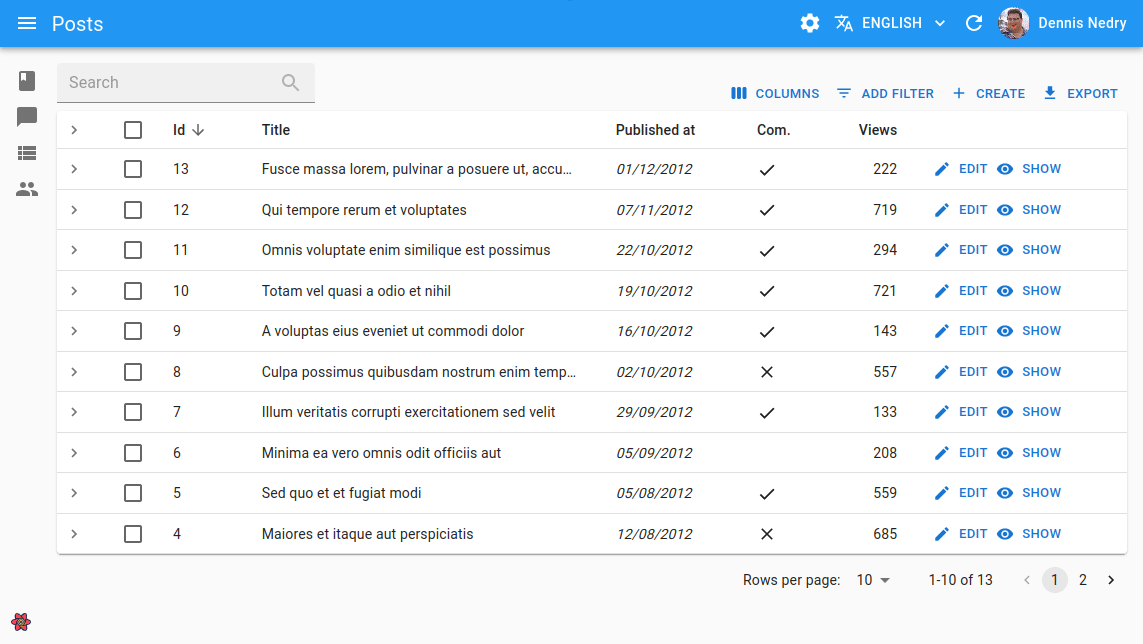 Posts
ENGLISH
Dennis Nedry
Search
COLUMNS ADD FILTER CREATE EXPORT
Id Title Published at Com. Views
13 Fusce massa lorem, pulvinar a posuere ut, accu… 01/12/2012 222 EDIT SHOW
12 Qui tempore rerum et voluptates 07/11/2012 719 EDIT SHOW
11 Omnis voluptate enim similique est possimus 22/10/2012 294 EDIT SHOW
10 Totam vel quasi a odio et nihil 19/10/2012 721 EDIT SHOW
9 A voluptas eius eveniet ut commodi dolor 16/10/2012 143 EDIT SHOW
8 Culpa possimus quibusdam nostrum enim temp… 02/10/2012 557 EDIT SHOW
7 Illum veritatis corrupti exercitationem sed velit 29/09/2012 133 EDIT SHOW
6 Minima ea vero omnis odit officiis aut 05/09/2012 208 EDIT SHOW
5 Sed quo et et fugiat modi 05/08/2012 559 EDIT SHOW
4 Maiores et itaque aut perspiciatis 12/08/2012 685 EDIT SHOW
Rows per page: 10 1-10 of 13 1 2